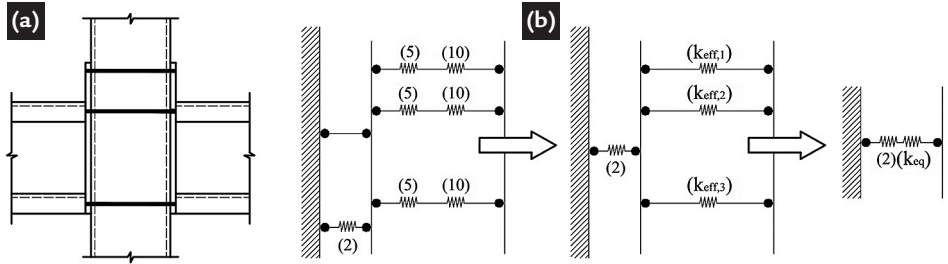 (a)
(b)
(5) (10)
(5) (10)
(5) (10)
(2)
(keff,1)
(keff,2)
(2)
(keff,3)
(2)(keq)